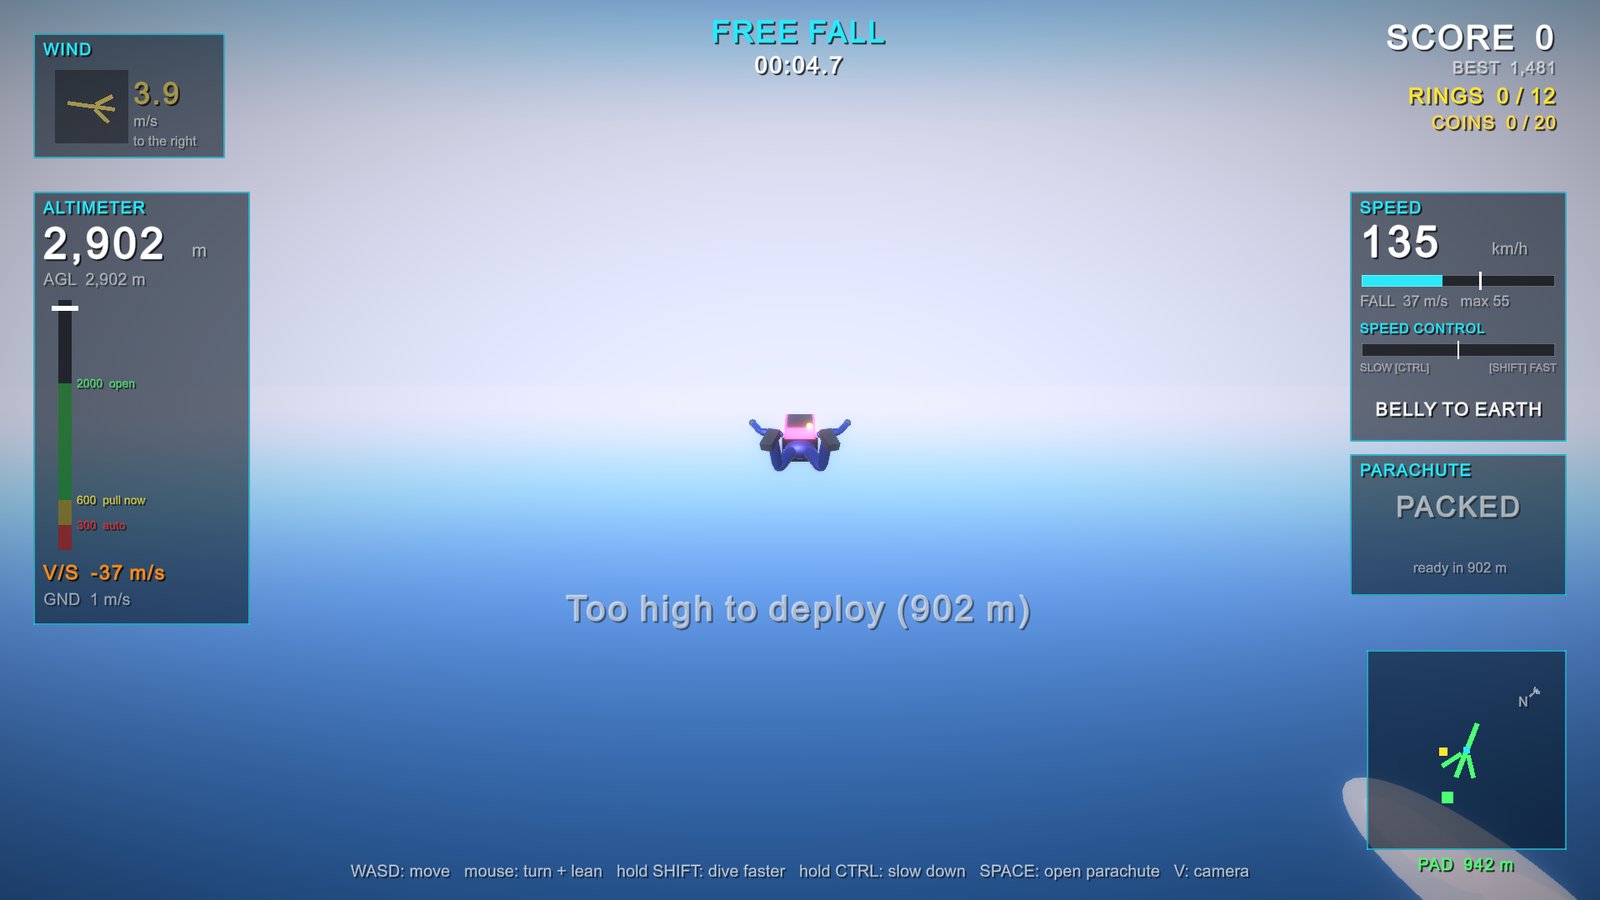 WIND
3.9
m/s
to the right
ALTIMETER
2,902 m
AGL 2,902 m
2000 open
600 pull now
300 auto
V/S -37 m/s
GND 1 m/s
FREE FALL
00:04.7
SCORE 0
BEST 1,481
RINGS 0 / 12
COINS 0 / 20
SPEED
135 km/h
FALL 37 m/s max 55
SPEED CONTROL
SLOW [CTRL] [SHIFT] FAST
BELLY TO EARTH
PARACHUTE
PACKED
ready in 902 m
Too high to deploy (902 m)
N
PAD 942 m
WASD: move mouse: turn + lean hold SHIFT: dive faster hold CTRL: slow down SPACE: open parachute V: camera